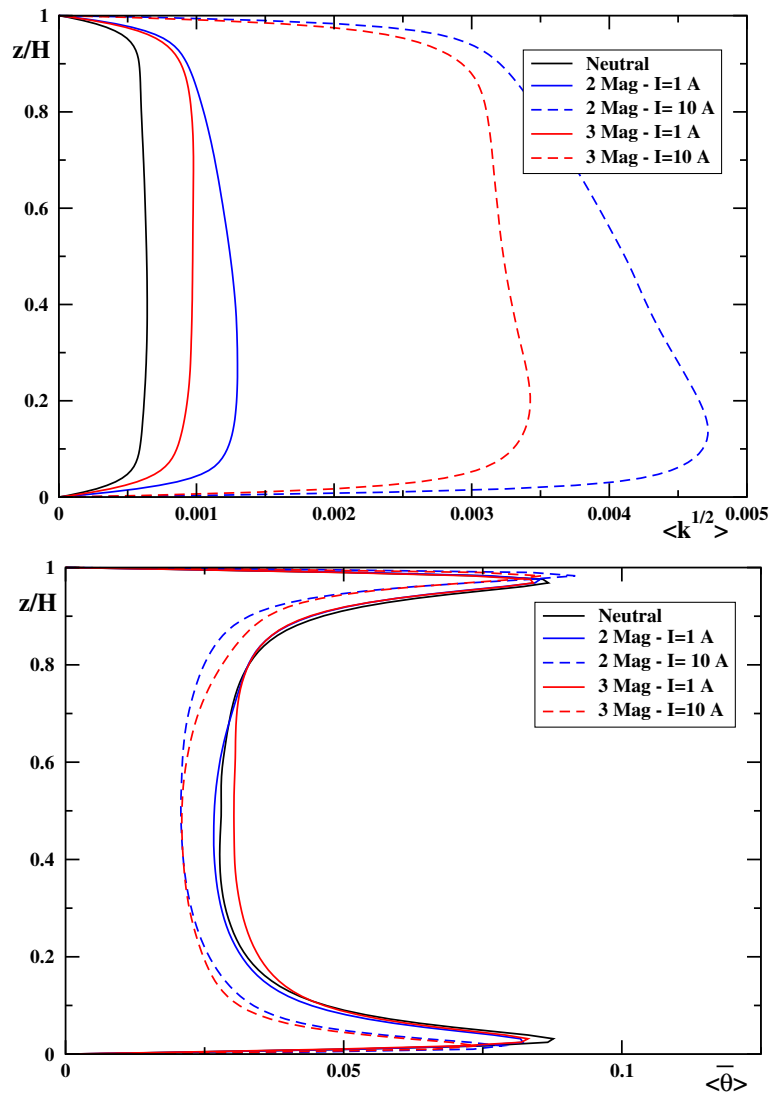 1
z/H
0.8
0.6
0.4
0.2
0
Neutral
2 Mag - I=1 A
2 Mag - I= 10 A
3 Mag - I=1 A
3 Mag - I=10 A
0 0.001 0.002 0.003 0.004 0.005
<k^{1/2}>
1
z/H
0.8
0.6
0.4
0.2
0
Neutral
2 Mag - I=1 A
2 Mag - I= 10 A
3 Mag - I=1 A
3 Mag - I=10 A
0 0.05 0.1
<θ̅>